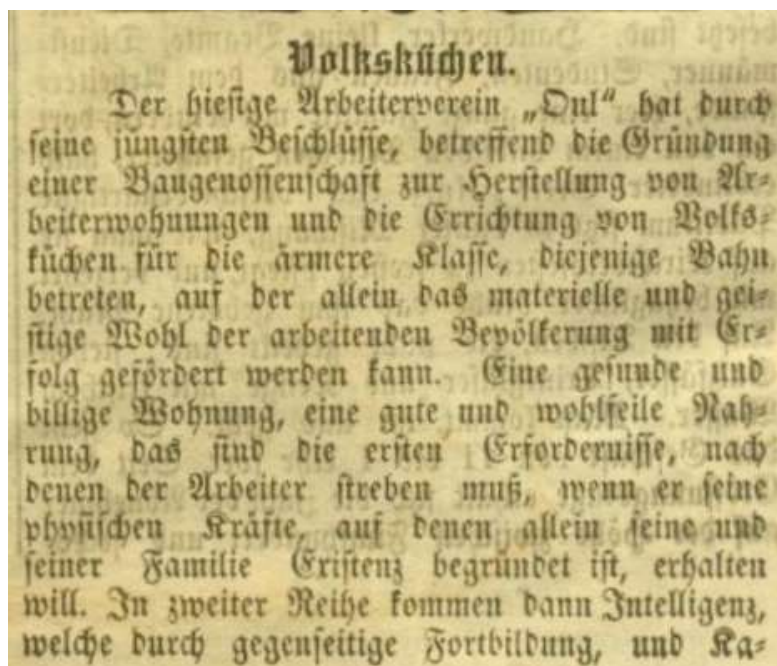 Volksküchen.
Der hiesige Arbeiterverein „Oul“ hat durch
seine jüngsten Beschlüsse, betreffend die Gründung
einer Baugenossenschaft zur Herstellung von Ar-
beiterwohnungen und die Errichtung von Volks-
küchen für die ärmere Klasse, diejenige Bahn
betreten, auf der allein das materielle und gei-
stige Wohl der arbeitenden Bevölkerung mit Er-
folg gefördert werden kann. Eine gesunde und
billige Wohnung, eine gute und wohlfeile Nah-
rung, das sind die ersten Erfordernisse, nach
denen der Arbeiter streben muß, wenn er seine
physischen Kräfte, auf denen allein seine und
seiner Familie Existenz begründet ist, erhalten
will. In zweiter Reihe kommen dann Intelligenz,
welche durch gegenseitige Fortbildung, und Ka-